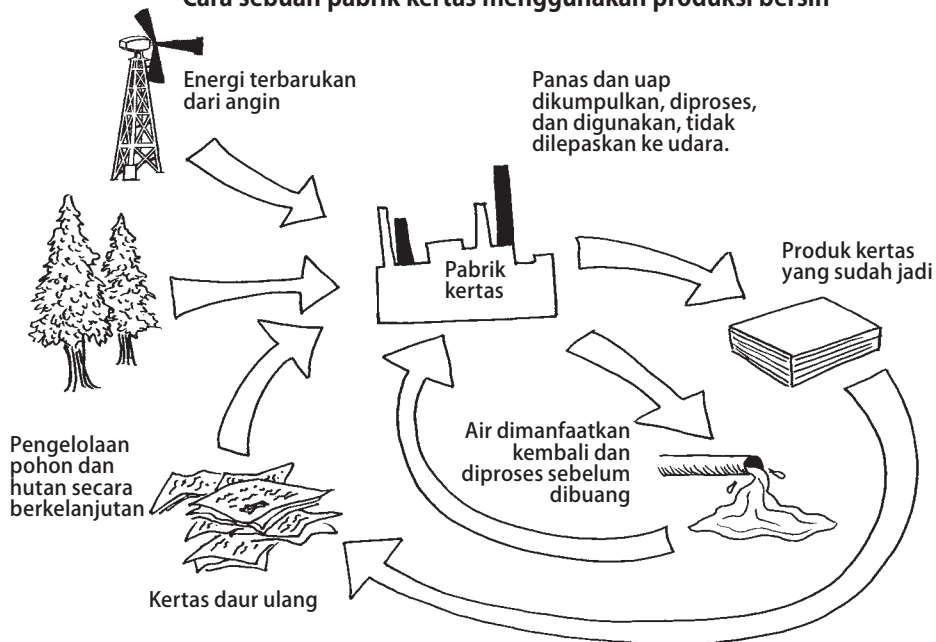 Cara sebuah pabrik kertas menggunakan produksi bersih
Energi terbarukan
dari angin
Panas dan uap
dikumpulkan, diproses,
dan digunakan, tidak
dilepaskan ke udara.
Pabrik
kertas
Produk kertas
yang sudah jadi
Pengelolaan
pohon dan
hutan secara
berkelanjutan
Air dimanfaatkan
kembali dan
diproses sebelum
dibuang
Kertas daur ulang